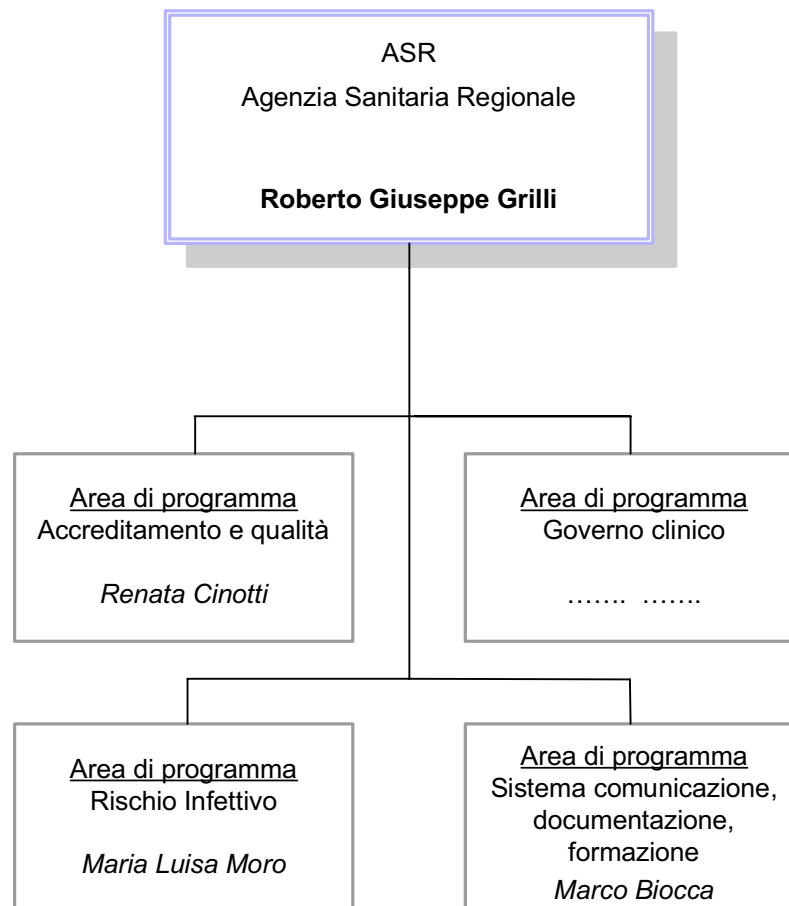 ASR
Agenzia Sanitaria Regionale
Roberto Giuseppe Grilli
Area di programma
Accreditamento e qualità
Renata Cinotti
Area di programma
Governo clinico
……. …….
Area di programma
Rischio Infettivo
Maria Luisa Moro
Area di programma
Sistema comunicazione,
documentazione,
formazione
Marco Biocca